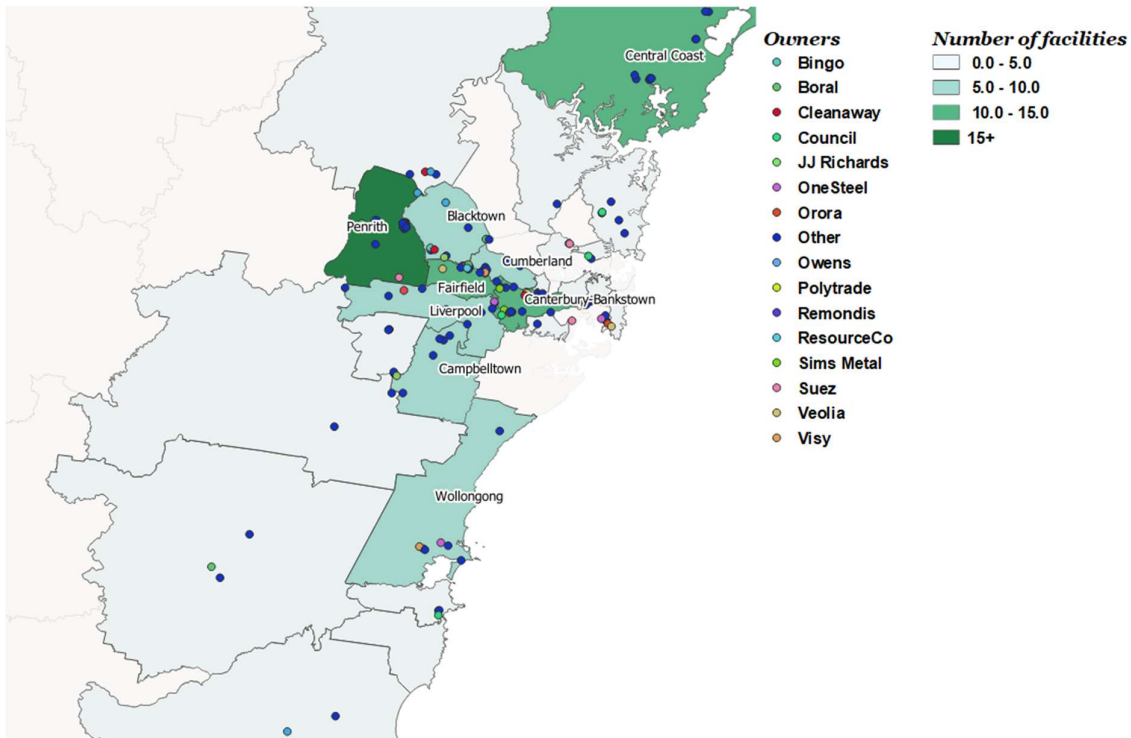 Owners
Bingo
Boral
Cleanaway
Council
JJ Richards
OneSteel
Orora
Other
Owens
Polytrade
Remondis
ResourceCo
Sims Metal
Suez
Veolia
Visy
Number of facilities
0.0 - 5.0
5.0 - 10.0
10.0 - 15.0
15+
Central Coast
Blacktown
Penrith
Cumberland
Fairfield
Canterbury-Bankstown
Liverpool
Campbelltown
Wollongong